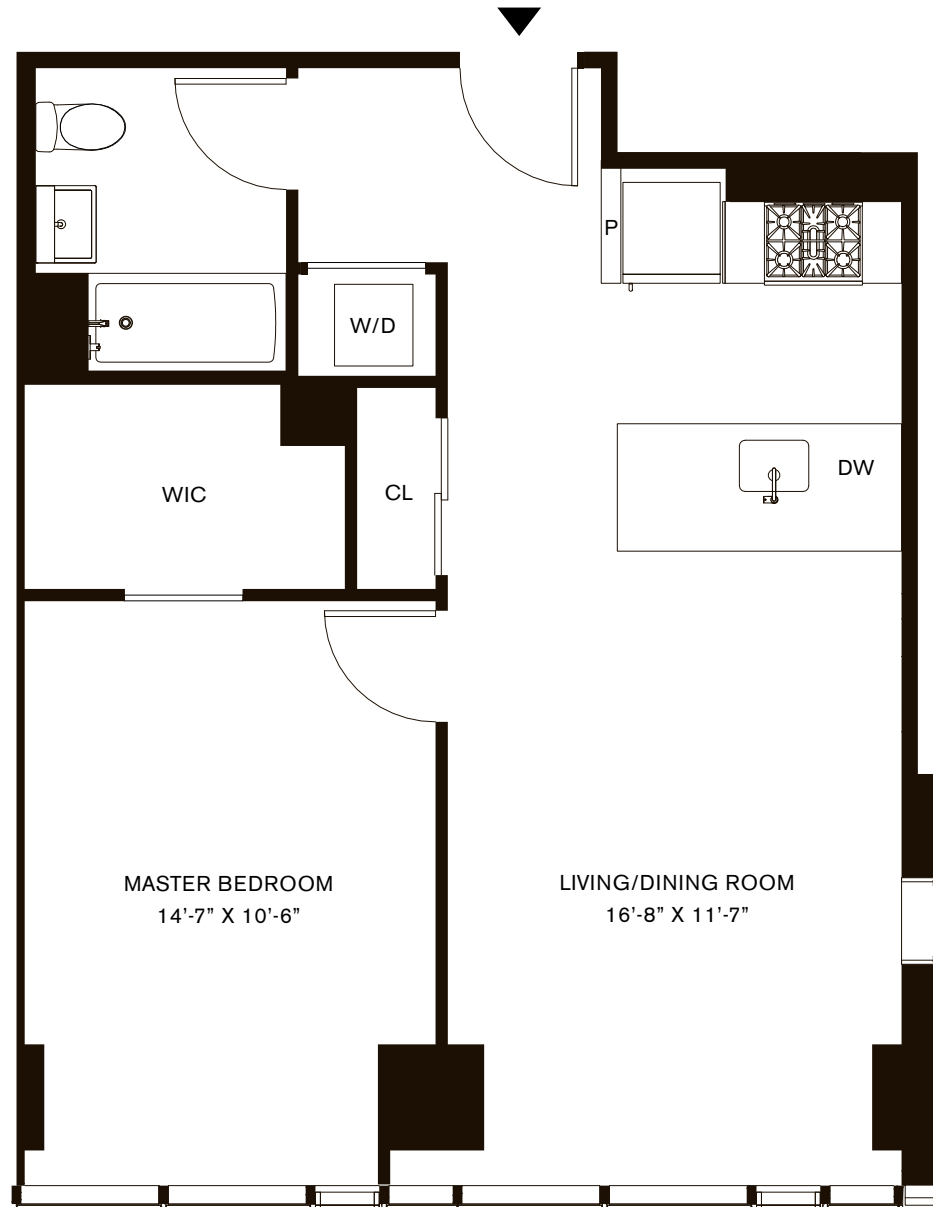 P
W/D
DW
WIC
CL
MASTER BEDROOM
14'-7” X 10'-6”
LIVING/DINING ROOM
16'-8” X 11'-7”